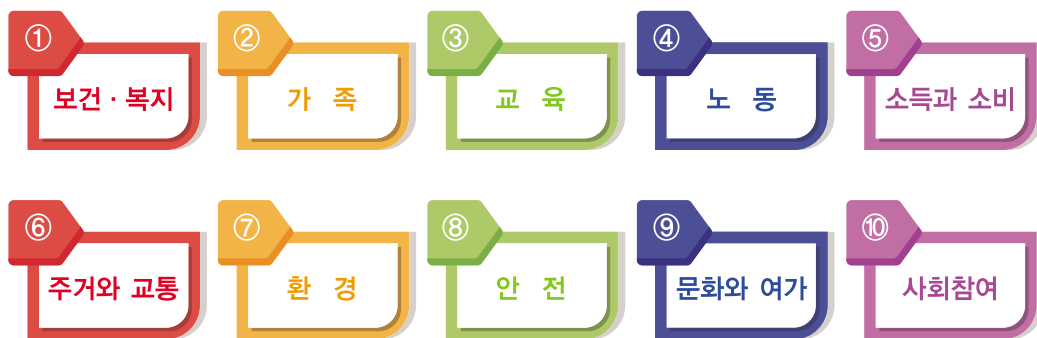 ① 보건·복지
② 가 족
③ 교 육
④ 노 동
⑤ 소득과 소비
⑥ 주거와 교통
⑦ 환 경
⑧ 안 전
⑨ 문화와 여가
⑩ 사회참여